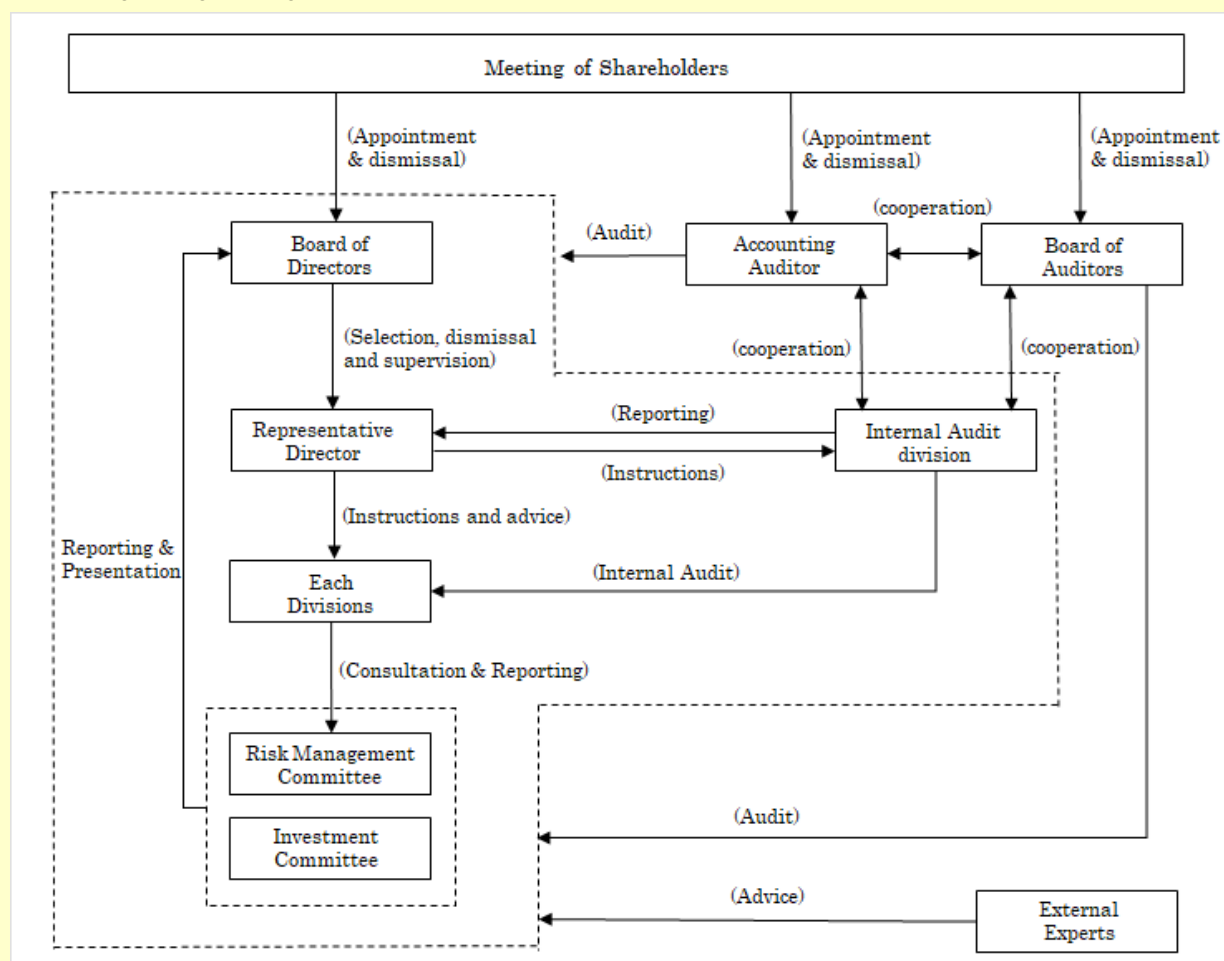 Meeting of Shareholders
(Appointment
& dismissal)
(Appointment
& dismissal)
(Appointment
& dismissal)
(cooperation)
Board of
Directors
(Audit)
Accounting
Auditor
Board of
Auditors
(Selection, dismissal
and supervision)
(cooperation)
(cooperation)
Representative
Director
(Reporting)
(Instructions)
Internal Audit
division
(Instructions and advice)
Reporting &
Presentation
Each
Divisions
(Internal Audit)
(Consultation & Reporting)
Risk Management
Committee
Investment
Committee
(Audit)
(Advice)
External
Experts